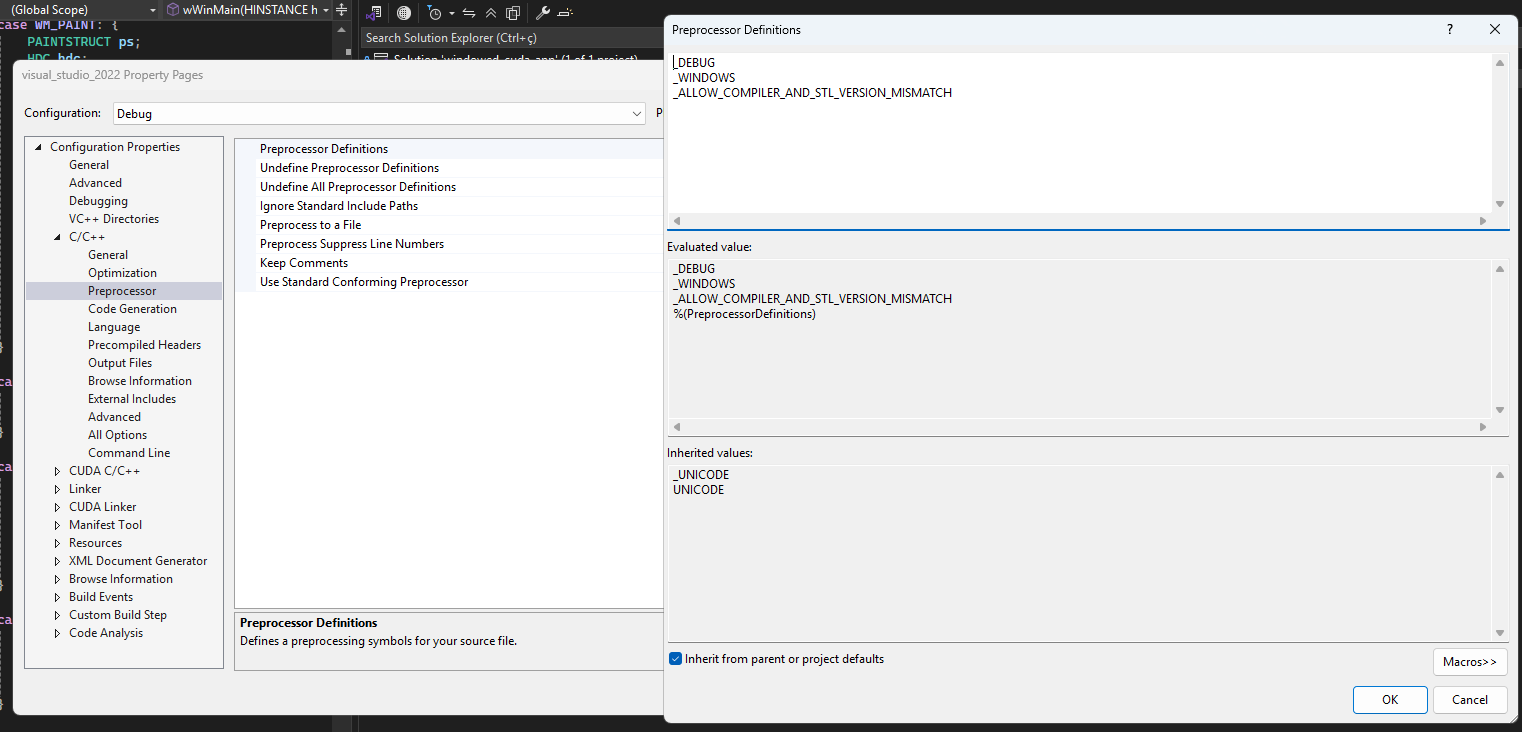 (Global Scope)
wWinMain(HINSTANCE h
case WM_PAINT: {
PAINTSTRUCT ps;
HDC hdc;
Search Solution Explorer (Ctrl+ç)
Solution 'windowed_cuda_app' (1 of 1 project)
visual_studio_2022 Property Pages
Configuration:
Debug
P
Configuration Properties
General
Advanced
Debugging
VC++ Directories
C/C++
General
Optimization
Preprocessor
Code Generation
Language
Precompiled Headers
Output Files
Browse Information
External Includes
Advanced
All Options
Command Line
CUDA C/C++
Linker
CUDA Linker
Manifest Tool
Resources
XML Document Generator
Browse Information
Build Events
Custom Build Step
Code Analysis
Preprocessor Definitions
Undefine Preprocessor Definitions
Undefine All Preprocessor Definitions
Ignore Standard Include Paths
Preprocess to a File
Preprocess Suppress Line Numbers
Keep Comments
Use Standard Conforming Preprocessor
Preprocessor Definitions
Defines a preprocessing symbols for your source file.
Preprocessor Definitions
?
_DEBUG
_WINDOWS
_ALLOW_COMPILER_AND_STL_VERSION_MISMATCH
Evaluated value:
_DEBUG
_WINDOWS
_ALLOW_COMPILER_AND_STL_VERSION_MISMATCH
%(PreprocessorDefinitions)
Inherited values:
_UNICODE
UNICODE
Inherit from parent or project defaults
Macros>>
OK
Cancel